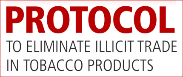 PROTOCOL
TO ELIMINATE ILLICIT TRADE
IN TOBACCO PRODUCTS